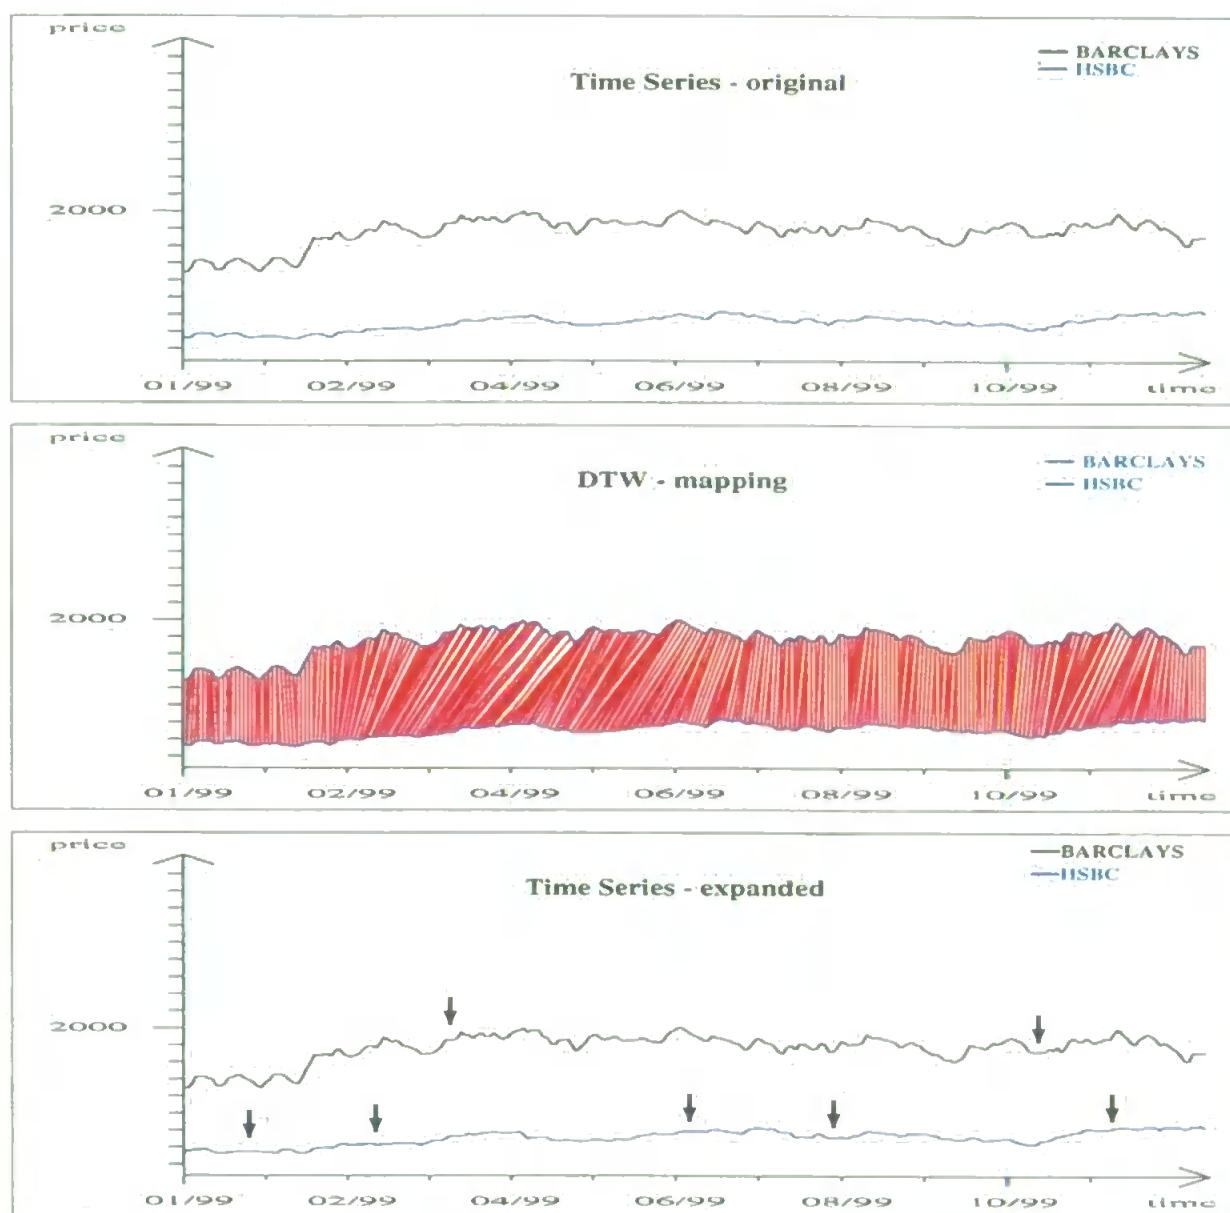 price
BARCLAYS
HSBC
Time Series - original
2000
01/99 02/99 04/99 06/99 08/99 10/99 time
price
BARCLAYS
HSBC
DTW - mapping
2000
01/99 02/99 04/99 06/99 08/99 10/99 time
price
BARCLAYS
HSBC
Time Series - expanded
2000
01/99 02/99 04/99 06/99 08/99 10/99 time